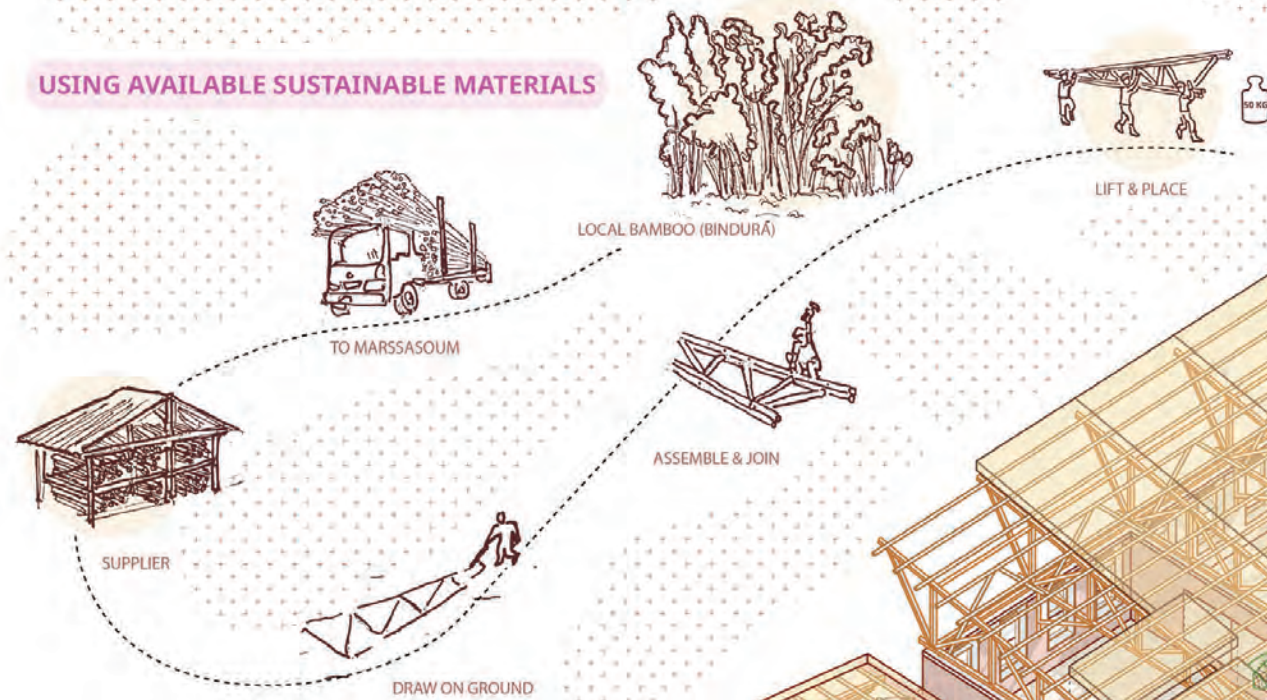 USING AVAILABLE SUSTAINABLE MATERIALS
50 KG
LIFT & PLACE
LOCAL BAMBOO (BINDURÁ)
TO MARSSASOUM
ASSEMBLE & JOIN
SUPPLIER
DRAW ON GROUND